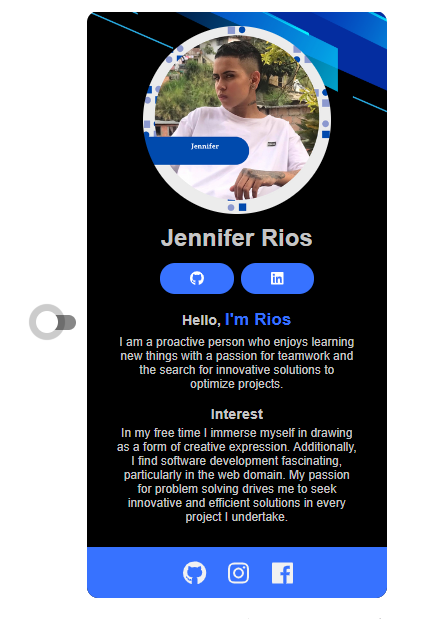 Jennifer
Jennifer Rios
Hello, I'm Rios
I am a proactive person who enjoys learning
new things with a passion for teamwork and
the search for innovative solutions to
optimize projects.
Interest
In my free time I immerse myself in drawing
as a form of creative expression. Additionally,
I find software development fascinating,
particularly in the web domain. My passion
for problem solving drives me to seek
innovative and efficient solutions in every
project I undertake.